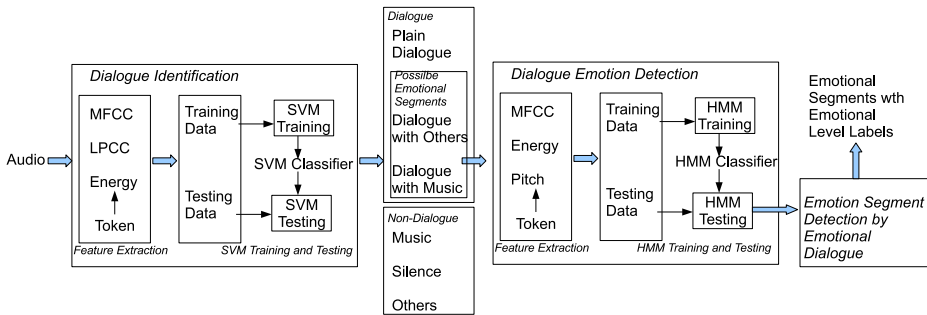 Audio
Dialogue Identification
MFCC
LPCC
Energy
Token
Feature Extraction
Training
Data
Testing
Data
SVM
Training
SVM Classifier
SVM
Testing
SVM Training and Testing
Dialogue
Plain
Dialogue
Possilbe
Emotional
Segments
Dialogue
with Others
Dialogue
with Music
Non-Dialogue
Music
Silence
Others
Dialogue Emotion Detection
MFCC
Energy
Pitch
Token
Feature Extraction
Training
Data
Testing
Data
HMM
Training
HMM Classifier
HMM
Testing
HMM Training and Testing
Emotional
Segments wth
Emotional
Level Labels
Emotion Segment
Detection by
Emotional
Dialogue